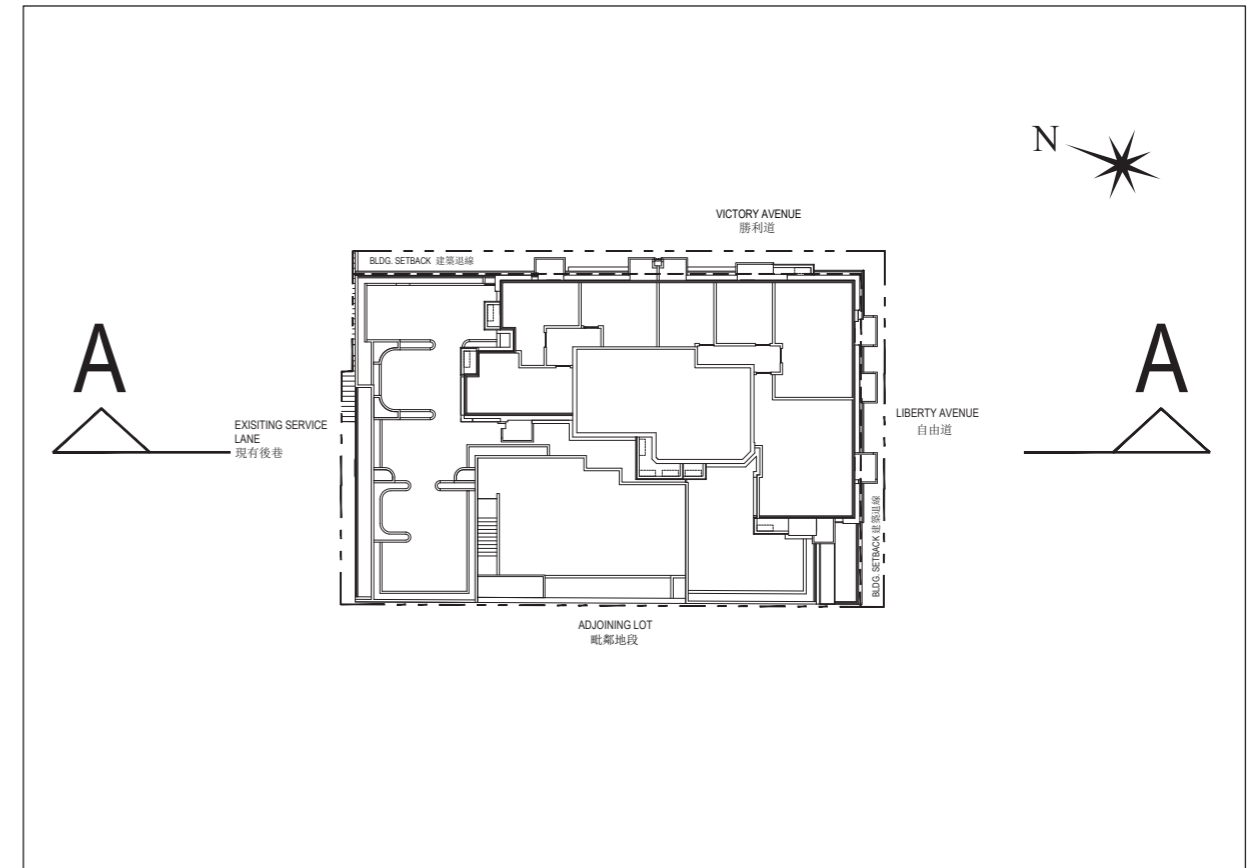 N
VICTORY AVENUE
勝利道
BLDG. SETBACK 建築退線
A
A
EXISITING SERVICE
LANE
現有後巷
LIBERTY AVENUE
自由道
BLDG. SETBACK 建築退線
ADJOINING LOT
毗鄰地段